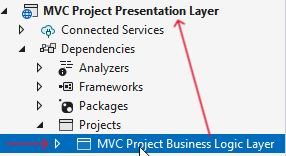 MVC Project Presentation Layer
Connected Services
Dependencies
Analyzers
Frameworks
Packages
Projects
MVC Project Business Logic Layer